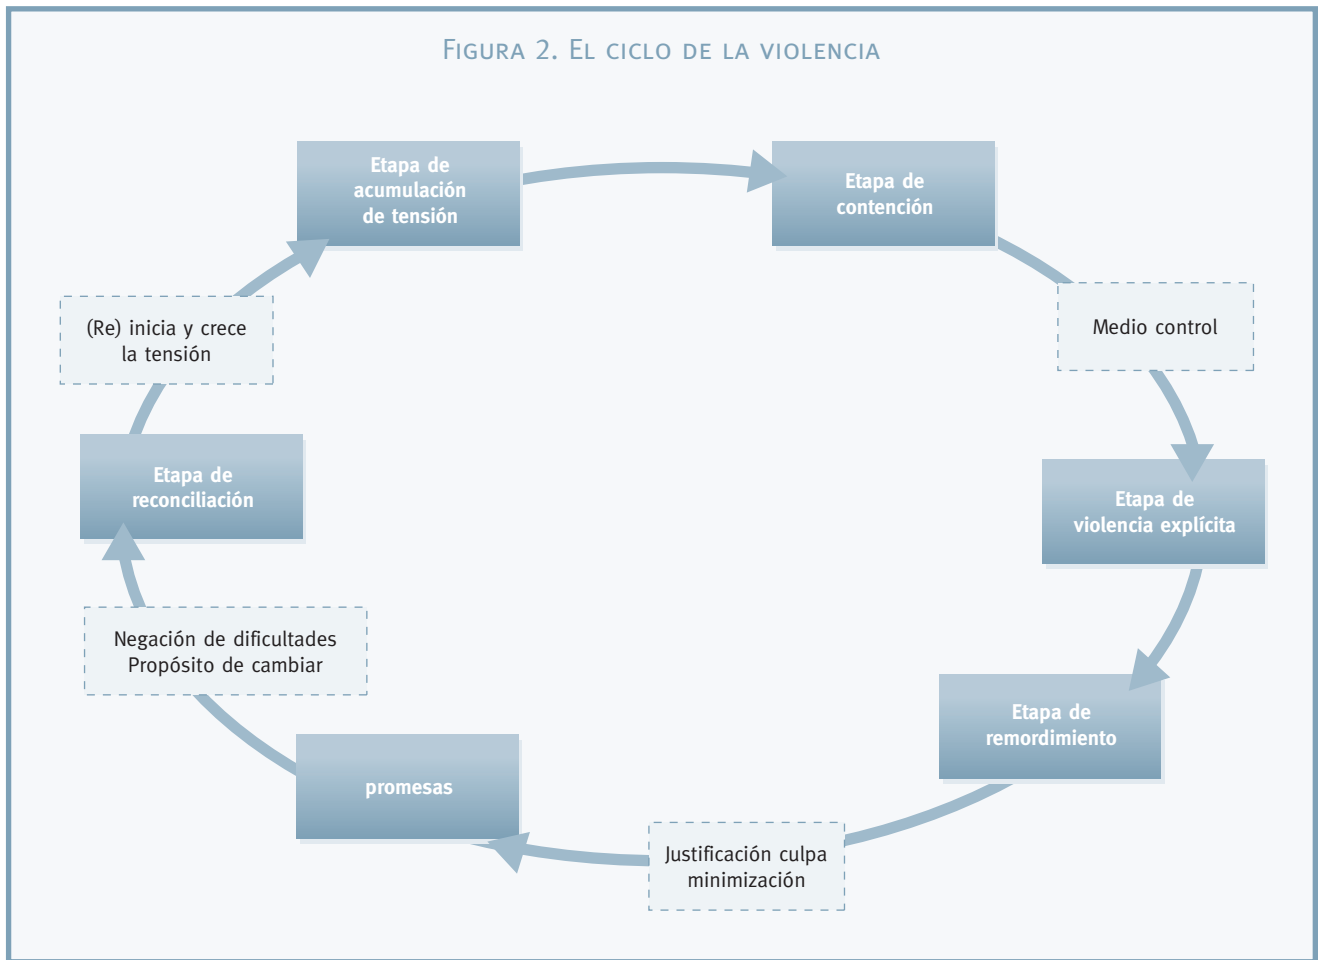 FIGURA 2. EL CICLO DE LA VIOLENCIA
Etapa de
acumulación
de tensión
Etapa de
contención
Medio control
Etapa de
violencia explícita
Etapa de
remordimiento
Justificación culpa
minimización
promesas
Negación de dificultades
Propósito de cambiar
Etapa de
reconciliación
(Re) inicia y crece
la tensión